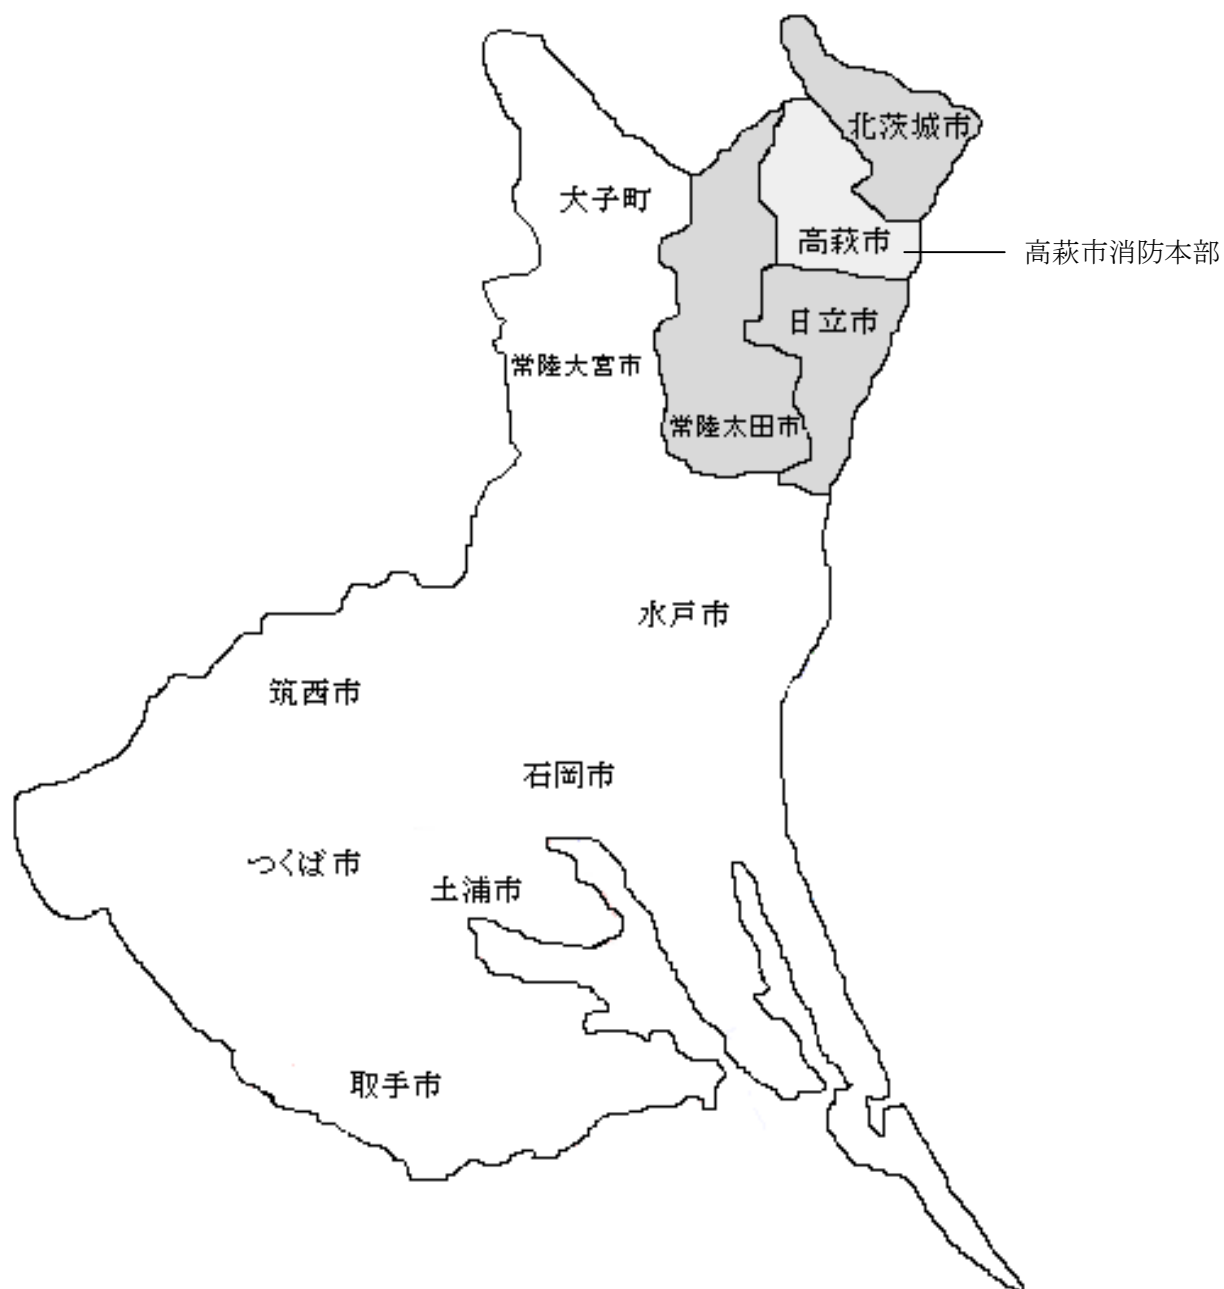 北茨城市
大子町
高萩市
高萩市消防本部
日立市
常陸大宮市
常陸太田市
水戸市
筑西市
石岡市
つくば市
土浦市
取手市